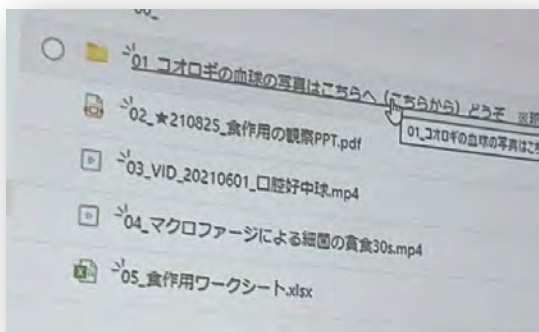 00_
01_コオロギの血球の写真はこちらへ（こちらから）どうぞ ※
01_コオロギの血球の写真はこち
02_★210825_食作用の観察PPT.pdf
03_VID_20210601_口腔好中球.mp4
04_マクロファージによる細菌の貪食30s.mp4
05_食作用ワークシート.xlsx